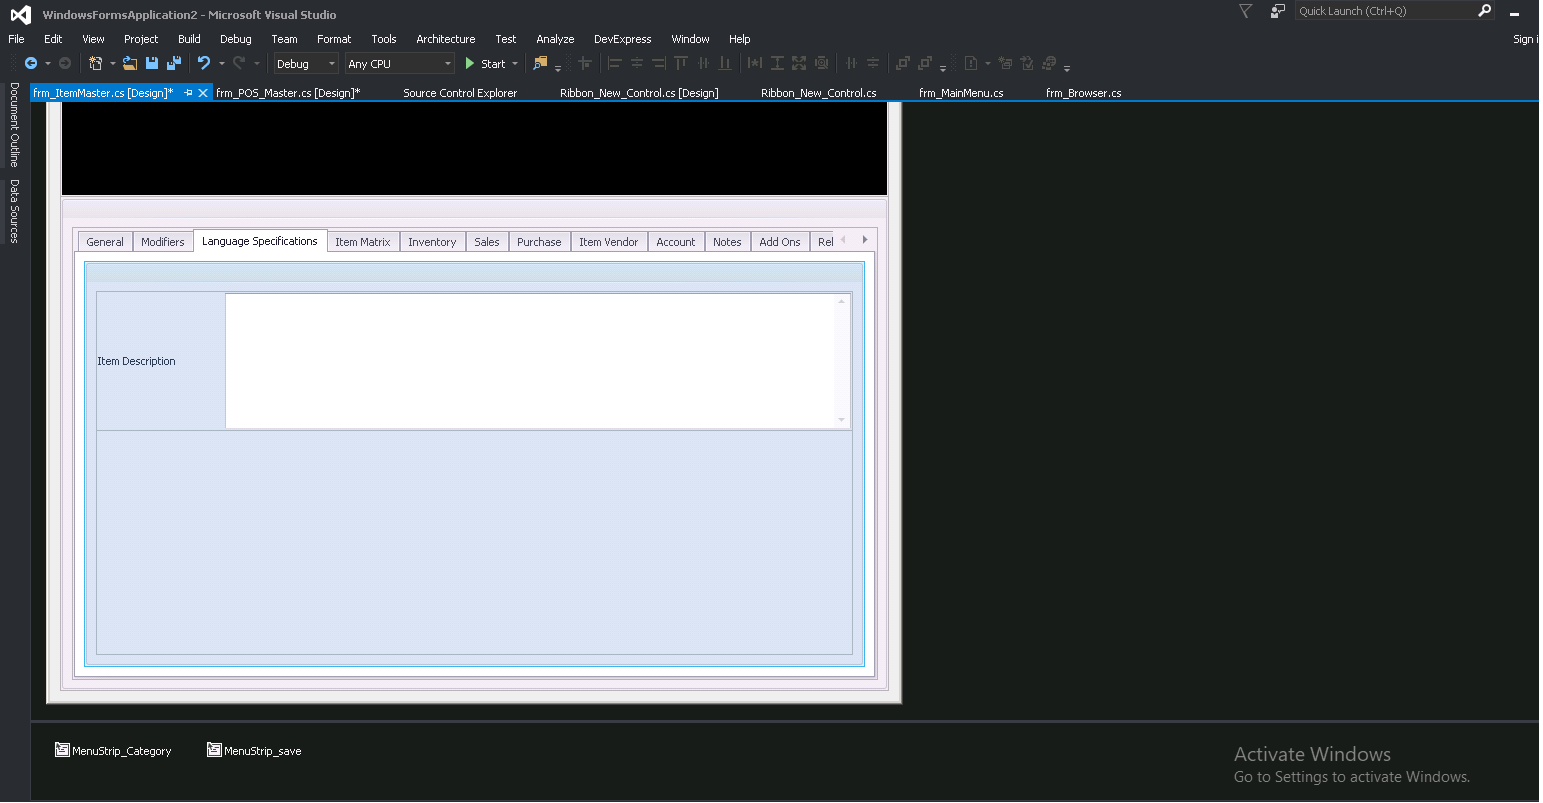 WindowsFormsApplication2 - Microsoft Visual Studio
Quick Launch (Ctrl+Q)
File Edit View Project Build Debug Team Format Tools Architecture Test Analyze DevExpress Window Help
Sign i
Debug Any CPU Start
frm_ItemMaster.cs [Design]* frm_POS_Master.cs [Design]* Source Control Explorer Ribbon_New_Control.cs [Design] Ribbon_New_Control.cs frm_MainMenu.cs frm_Browser.cs
Document Outline
Data Sources
General Modifiers Language Specifications Item Matrix Inventory Sales Purchase Item Vendor Account Notes Add Ons Rel
Item Description
MenuStrip_Category MenuStrip_save
Activate Windows
Go to Settings to activate Windows.